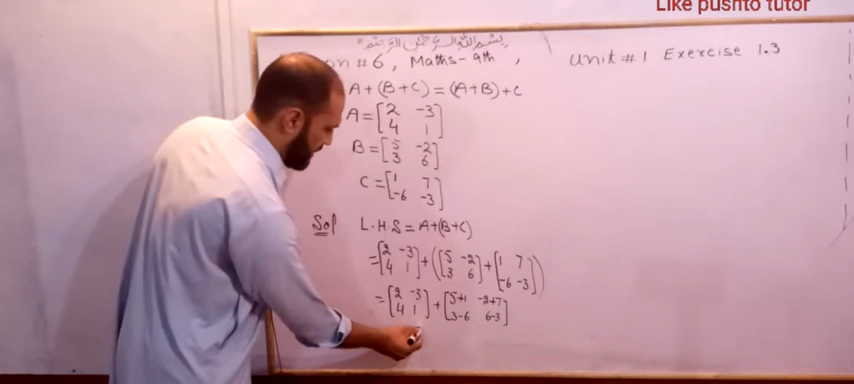 Like pushto tutor
بسم اللہ الرحمٰن الرحیم
on #6, Maths-9th, Unit #1 Exercise 1.3
A+(B+C)=(A+B)+C
A=[2 -3
4 1]
B=[5 -2
3 6]
C=[1 7
-6 -3]
Sol L.H.S=A+(B+C)
=[2 -3
4 1]+([5 -2
3 6]+[1 7
-6 -3])
=[2 -3
4 1]+[5+1 -2+7
3-6 6-3]